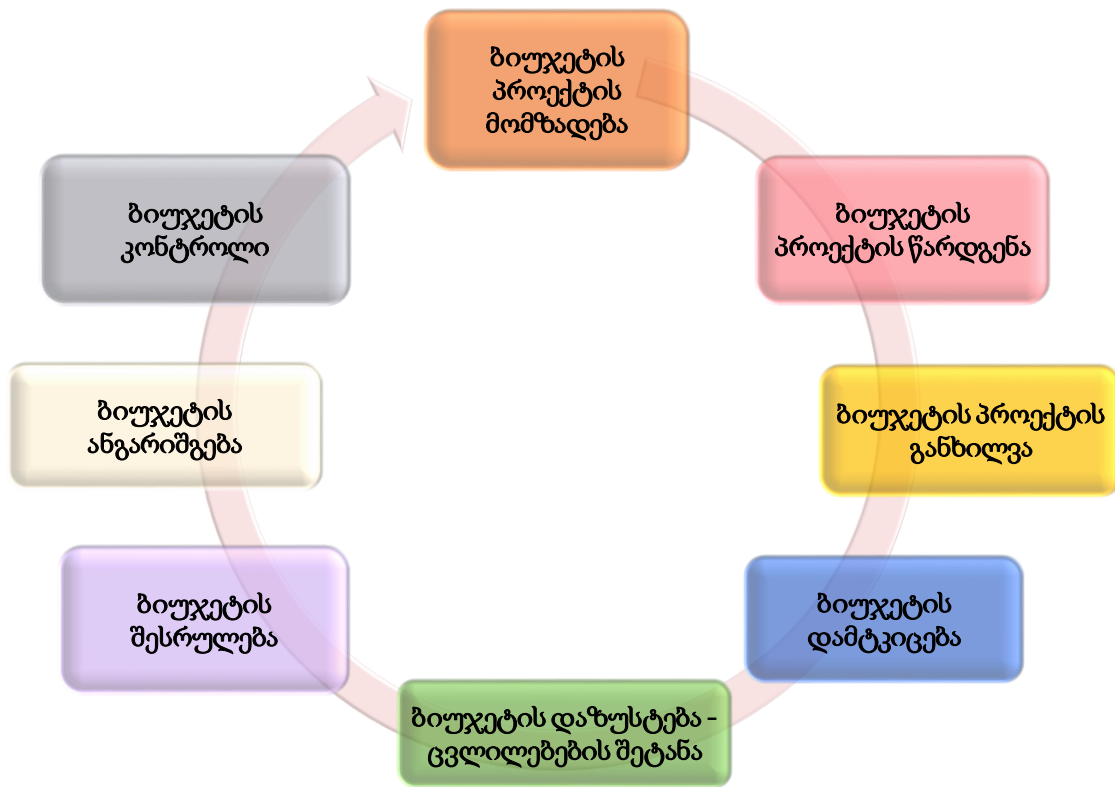 ბიუჯეტის
პროექტის
მომზადება
ბიუჯეტის
პროექტის წარდგენა
ბიუჯეტის პროექტის
განხილვა
ბიუჯეტის
დამტკიცება
ბიუჯეტის დაზუსტება -
ცვლილებების შეტანა
ბიუჯეტის
შესრულება
ბიუჯეტის
ანგარიშგება
ბიუჯეტის
კონტროლი